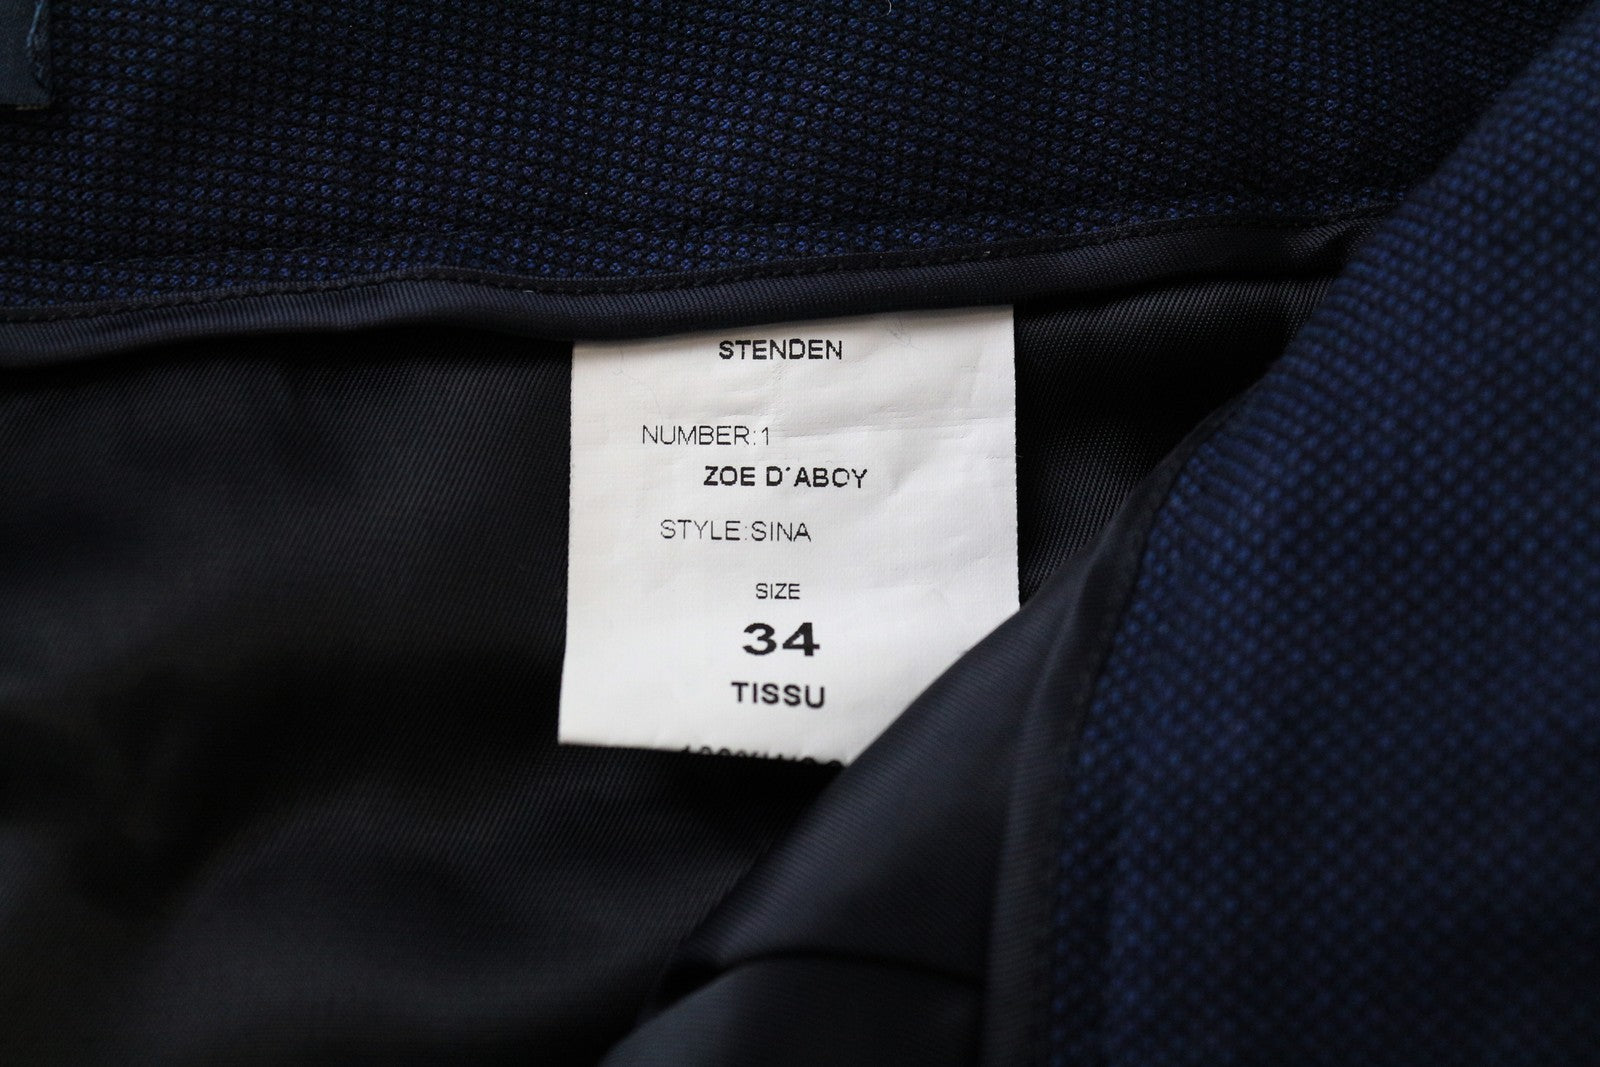 STENDEN
NUMBER:1
ZOE D´ABOY
STYLE:SINA
SIZE
34
TISSU